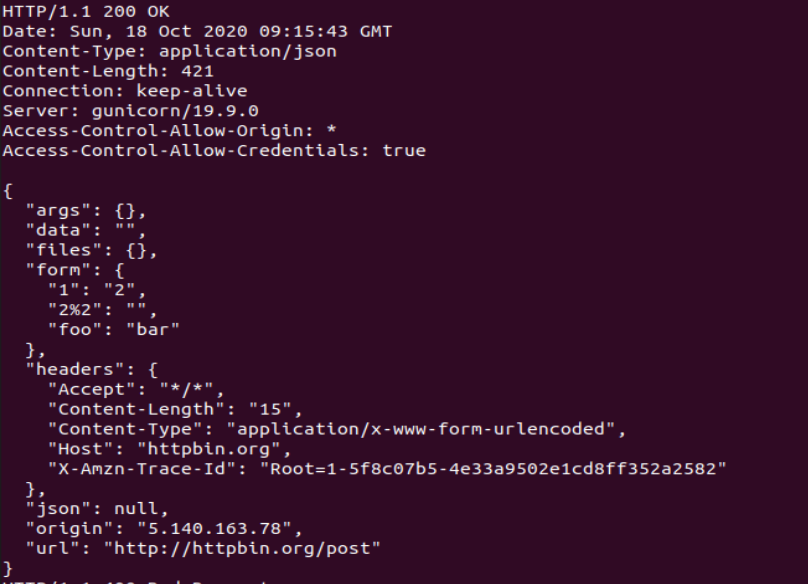 HTTP/1.1 200 OK
Date: Sun, 18 Oct 2020 09:15:43 GMT
Content-Type: application/json
Content-Length: 421
Connection: keep-alive
Server: gunicorn/19.9.0
Access-Control-Allow-Origin: *
Access-Control-Allow-Credentials: true

{
  "args": {},
  "data": "",
  "files": {},
  "form": {
    "1": "2",
    "2%2": "",
    "foo": "bar"
  },
  "headers": {
    "Accept": "*/*",
    "Content-Length": "15",
    "Content-Type": "application/x-www-form-urlencoded",
    "Host": "httpbin.org",
    "X-Amzn-Trace-Id": "Root=1-5f8c07b5-4e33a9502e1cd8ff352a2582"
  },
  "json": null,
  "origin": "5.140.163.78",
  "url": "http://httpbin.org/post"
}